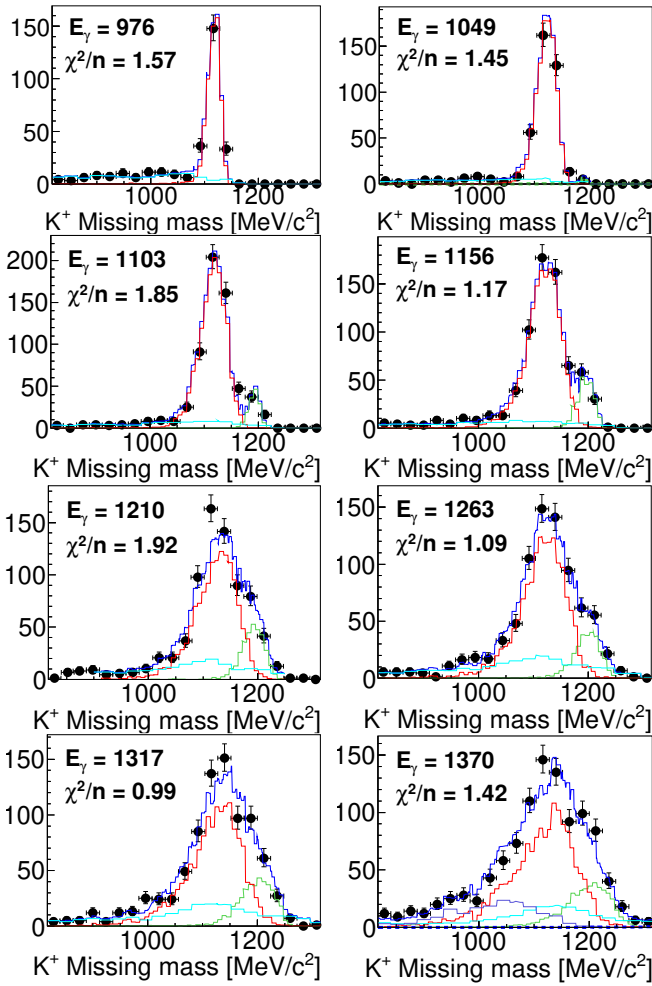 E_γ = 976
χ²/n = 1.57
150
100
50
0
1000
1200
K⁺ Missing mass [MeV/c²]
E_γ = 1049
χ²/n = 1.45
150
100
50
0
1000
1200
K⁺ Missing mass [MeV/c²]
E_γ = 1103
χ²/n = 1.85
200
150
100
50
0
1000
1200
K⁺ Missing mass [MeV/c²]
E_γ = 1156
χ²/n = 1.17
150
100
50
0
1000
1200
K⁺ Missing mass [MeV/c²]
E_γ = 1210
χ²/n = 1.92
150
100
50
0
1000
1200
K⁺ Missing mass [MeV/c²]
E_γ = 1263
χ²/n = 1.09
150
100
50
0
1000
1200
K⁺ Missing mass [MeV/c²]
E_γ = 1317
χ²/n = 0.99
150
100
50
0
1000
1200
K⁺ Missing mass [MeV/c²]
E_γ = 1370
χ²/n = 1.42
150
100
50
0
1000
1200
K⁺ Missing mass [MeV/c²]